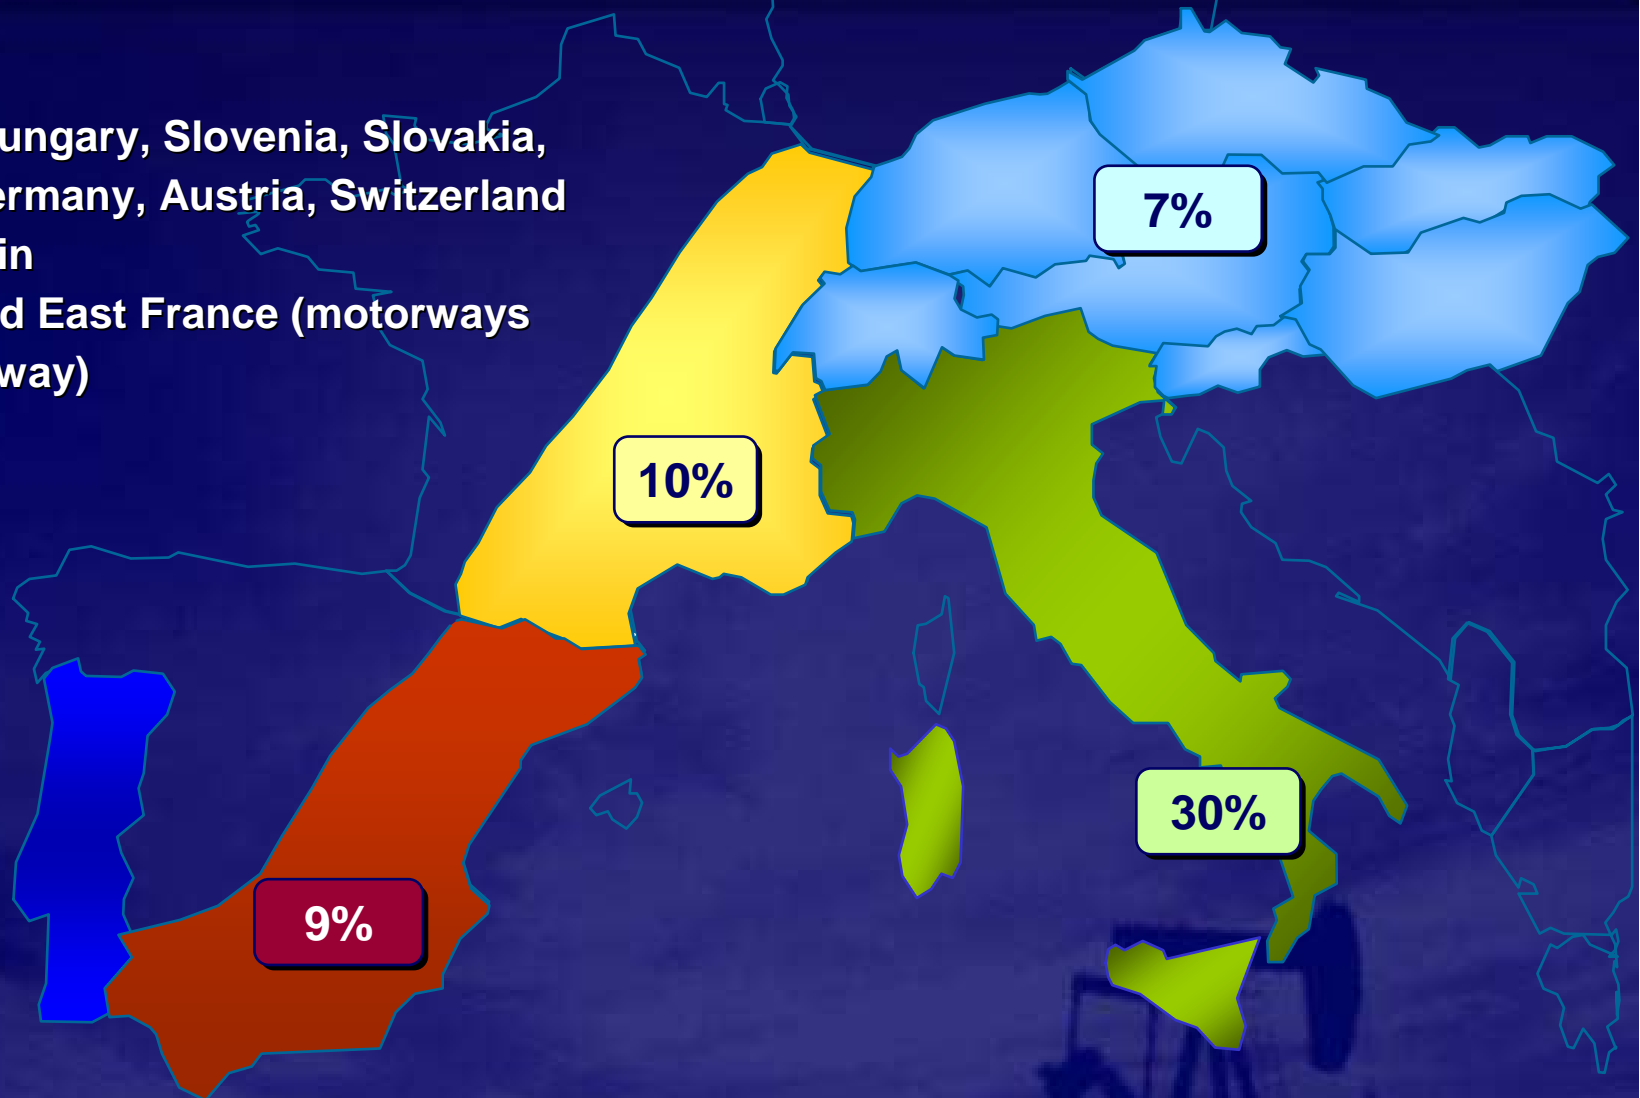 ungary, Slovenia, Slovakia,
ermany, Austria, Switzerland
in
d East France (motorways
way)
7%
10%
30%
9%